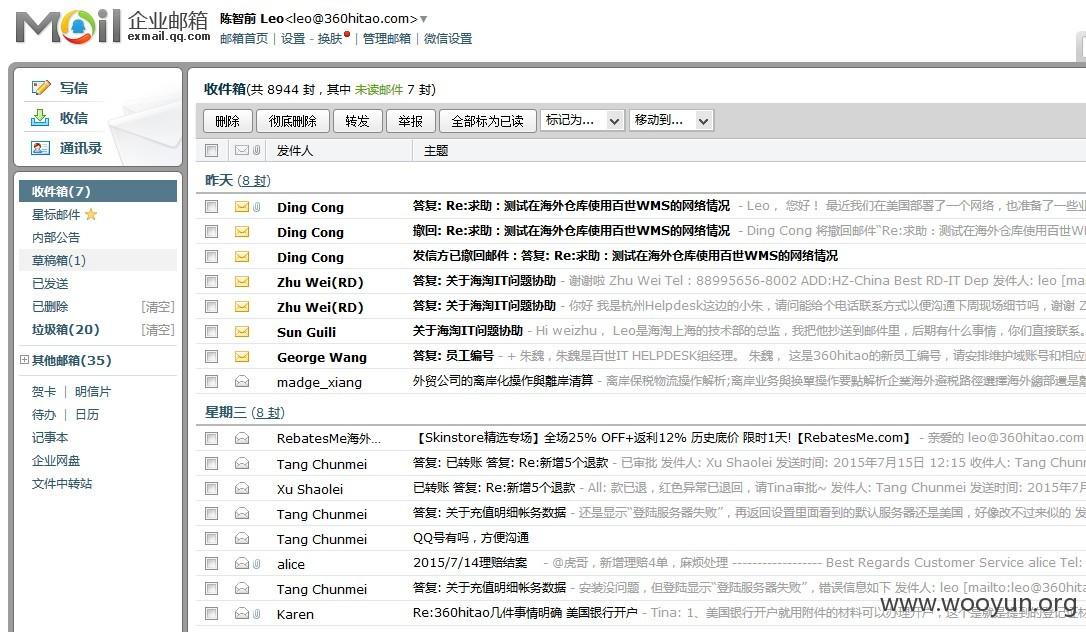 Mail 企业邮箱 陈智前 Leo<leo@360hitao.com>
exmail.qq.com 邮箱首页 | 设置 - 换肤 | 管理邮箱 | 微信设置
写信
收信
通讯录
收件箱(7)
星标邮件
内部公告
草稿箱(1)
已发送
已删除 [清空]
垃圾箱(20) [清空]
其他邮箱(35)
贺卡 | 明信片
待办 | 日历
记事本
企业网盘
文件中转站
收件箱(共 8944 封，其中 未读邮件 7 封)
删除 彻底删除 转发 举报 全部标为已读 标记为... 移动到...
发件人 主题
昨天 (8 封)
Ding Cong 答复: Re:求助：测试在海外仓库使用百世WMS的网络情况 - Leo， 您好！ 最近我们在美国部署了一个网络，也准备了一些业
Ding Cong 撤回: Re:求助：测试在海外仓库使用百世WMS的网络情况 - Ding Cong 将撤回邮件“Re:求助：测试在海外仓库使用百世W
Ding Cong 发信方已撤回邮件：答复: Re:求助：测试在海外仓库使用百世WMS的网络情况
Zhu Wei(RD) 答复: 关于海淘IT问题协助 - 谢谢啦 Zhu Wei Tel：88995656-8002 ADD:HZ-China Best RD-IT Dep 发件人: leo [ma
Zhu Wei(RD) 答复: 关于海淘IT问题协助 - 你好 我是杭州Helpdesk这边的小朱，请问能给个电话联系方式以便沟通下周现场细节吗，谢谢 Z
Sun Guili 关于海淘IT问题协助 - Hi weizhu， Leo是海淘上海的技术部的总监，我把他抄送到邮件里，后期有什么事情，你们直接联系。
George Wang 答复: 员工编号 - + 朱魏，朱魏是百世IT HELPDESK组经理。 朱魏， 这是360hitao的新员工编号，请安排维护域账号和相应
madge_xiang 外贸公司的离岸化操作與離岸清算 - 离岸保税物流操作解析;离岸业务與换單操作要點解析企業海外避税路徑選擇海外總部還是
星期三 (8 封)
RebatesMe海外... 【Skinstore精选专场】全场25% OFF+返利12% 历史底价 限时1天!【RebatesMe.com】 - 亲爱的 leo@360hitao.com
Tang Chunmei 答复: 已转账 答复: Re:新增5个退款 - 已审批 发件人: Xu Shaolei 发送时间: 2015年7月15日 12:15 收件人: Tang Chun
Xu Shaolei 已转账 答复: Re:新增5个退款 - All: 款已退，红色异常已退回，请Tina审批~ 发件人: Tang Chunmei 发送时间: 2015年7
Tang Chunmei 答复: 关于充值明细帐务数据 - 还是显示“登陆服务器失败”，再返回设置里面看到的默认服务器还是美国，好像改不过来似的 发
Tang Chunmei QQ号有吗，方便沟通
alice 2015/7/14理赔结案 - @虎哥，新增理赔4单，麻烦处理 ------------------ Best Regards Customer Service alice Tel:
Tang Chunmei 答复: 关于充值明细帐务数据 - 安装没问题，但登陆显示“登陆服务器失败”，错误信息如下 发件人: leo [mailto:leo@360hita
Karen Re:360hitao几件事情明确 美国银行开户 - Tina: 1、美国银行开户就用附件的材料可以办理开户，这个是就是提到的登记
www.wooyun.org